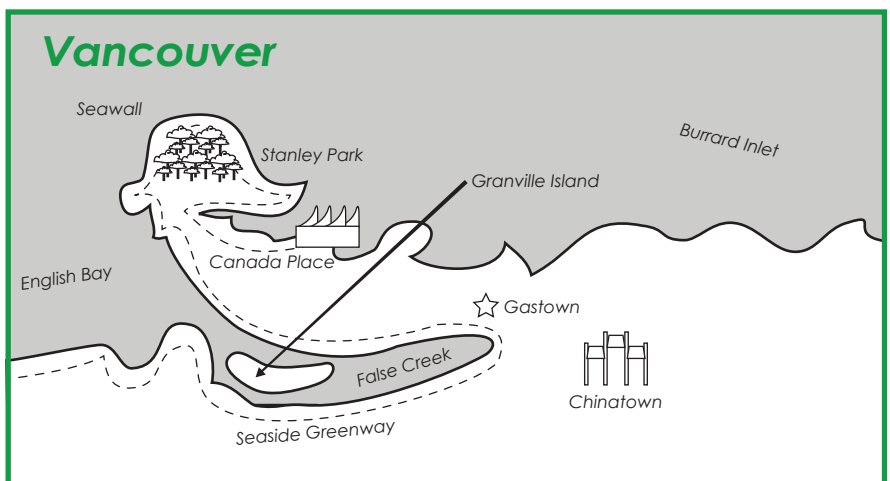 Vancouver
Seawall
Stanley Park
Burrard Inlet
Granville Island
Canada Place
English Bay
Gastown
False Creek
Chinatown
Seaside Greenway